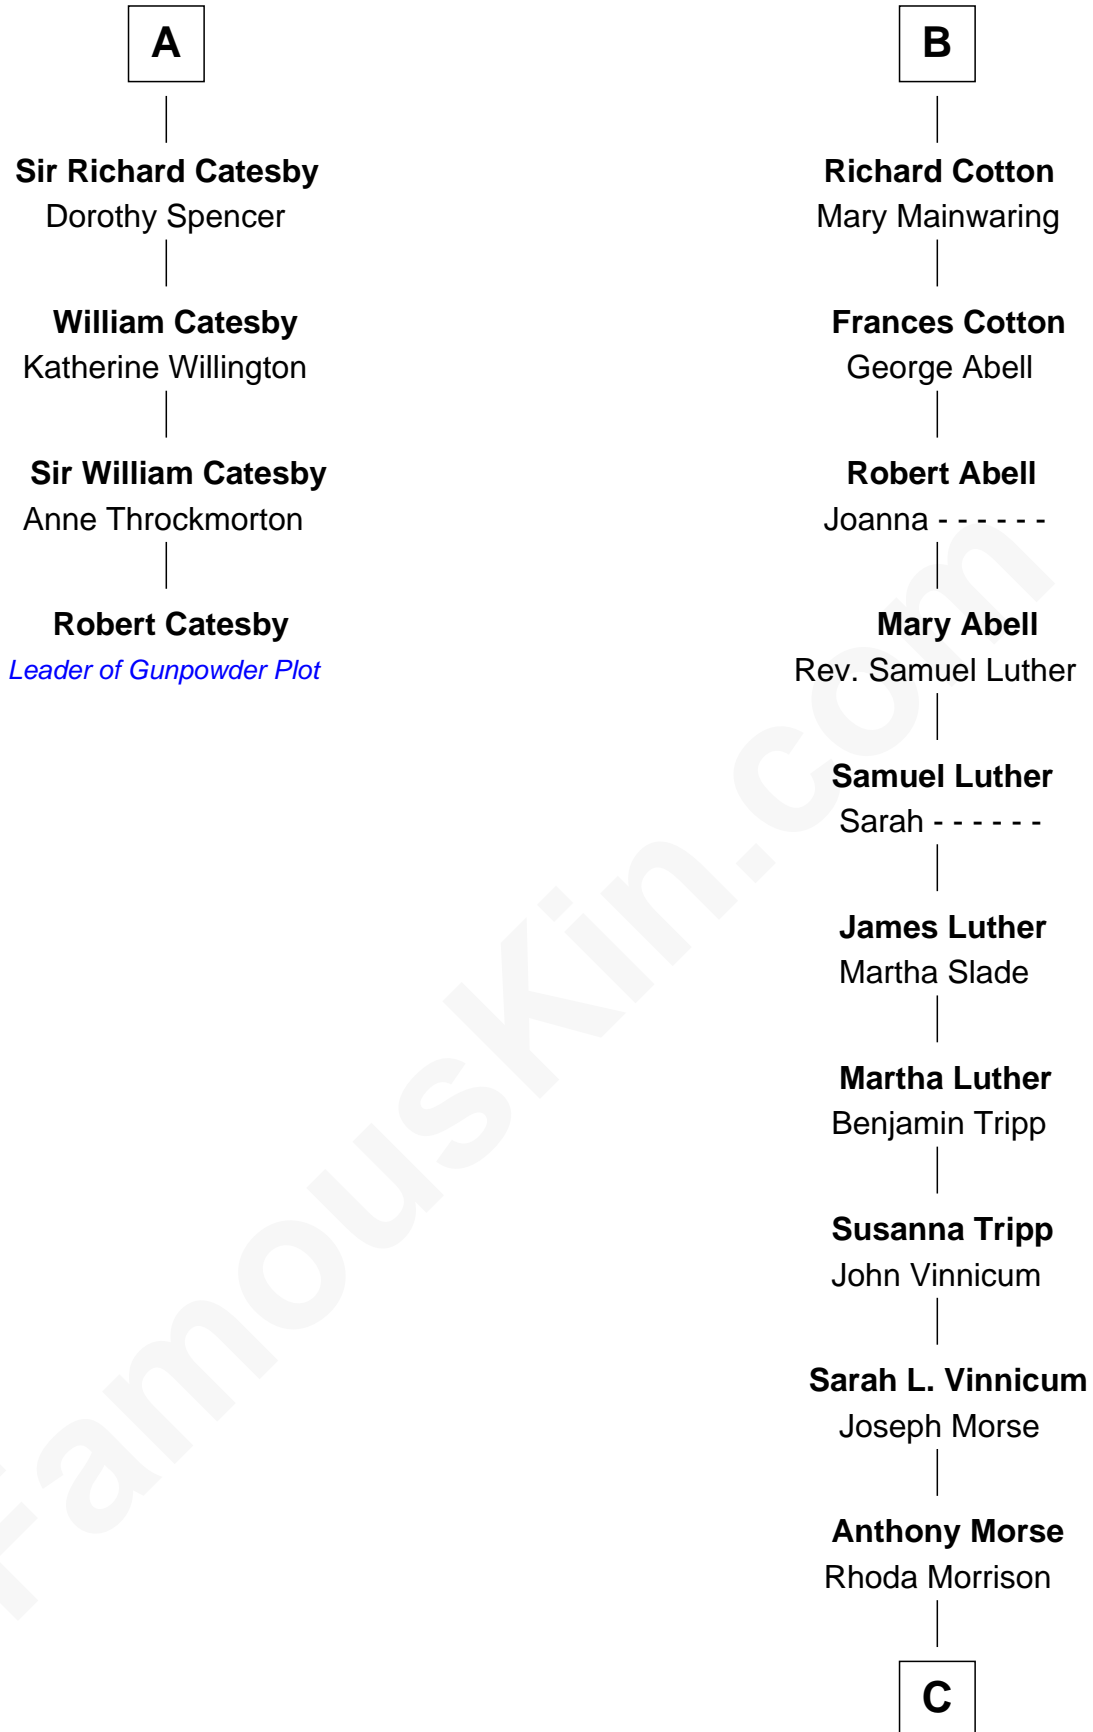 A
Sir Richard Catesby
Dorothy Spencer
William Catesby
Katherine Willington
Sir William Catesby
Anne Throckmorton
Robert Catesby
Leader of Gunpowder Plot
B
Richard Cotton
Mary Mainwaring
Frances Cotton
George Abell
Robert Abell
Joanna - - - - - -
Mary Abell
Rev. Samuel Luther
Samuel Luther
Sarah - - - - - -
James Luther
Martha Slade
Martha Luther
Benjamin Tripp
Susanna Tripp
John Vinnicum
Sarah L. Vinnicum
Joseph Morse
Anthony Morse
Rhoda Morrison
C
FamousKin.com